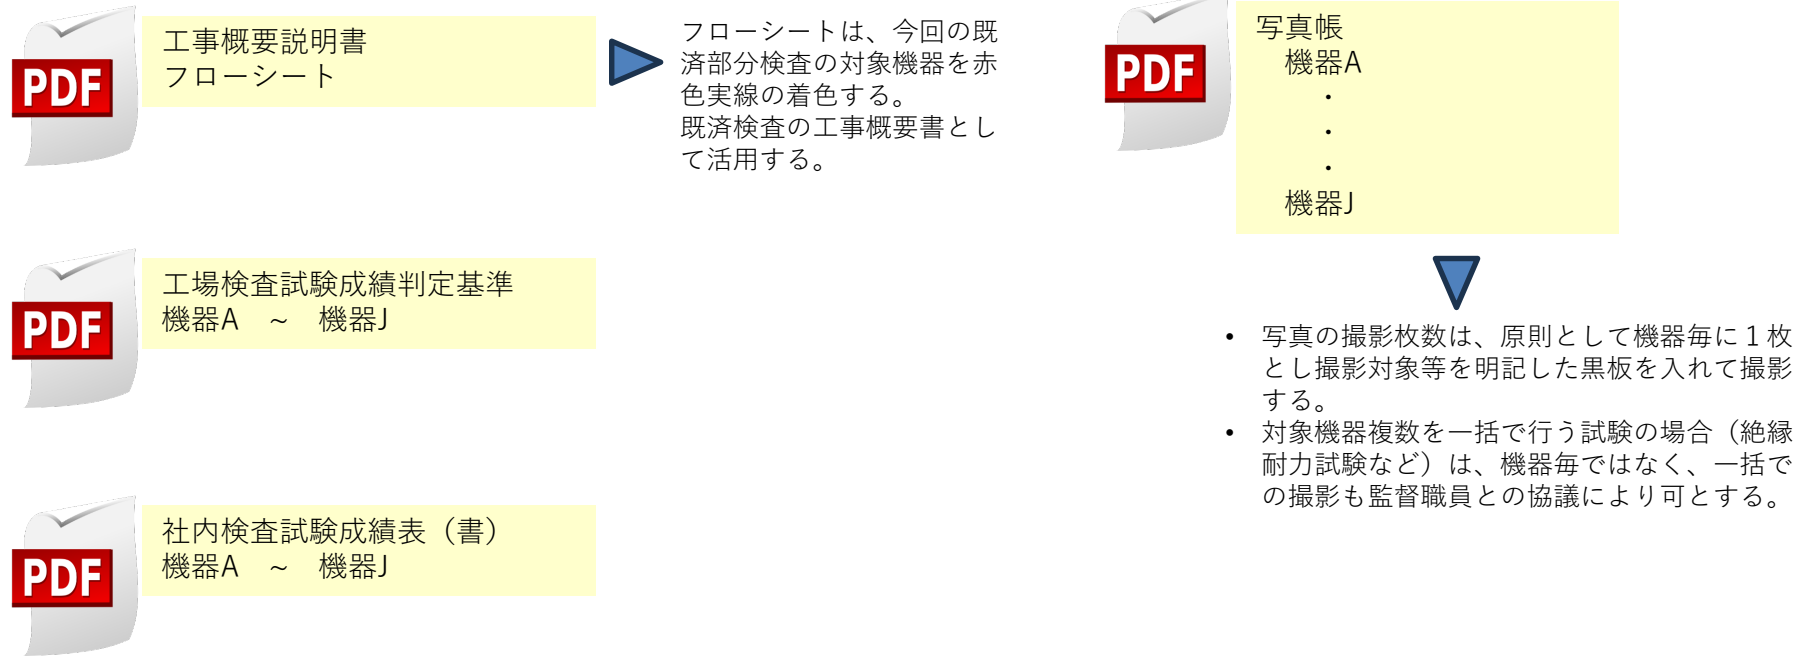 PDF
工事概要説明書
フローシート
フローシートは、今回の既
済部分検査の対象機器を赤
色実線の着色する。
既済検査の工事概要書とし
て活用する。
PDF
工場検査試験成績判定基準
機器A　~　機器J
PDF
社内検査試験成績表（書）
機器A　~　機器J
PDF
写真帳
機器A
・
・
・
機器J
• 写真の撮影枚数は、原則として機器毎に１枚
とし撮影対象等を明記した黒板を入れて撮影
する。
• 対象機器複数を一括で行う試験の場合（絶縁
耐力試験など）は、機器毎ではなく、一括で
の撮影も監督職員との協議により可とする。